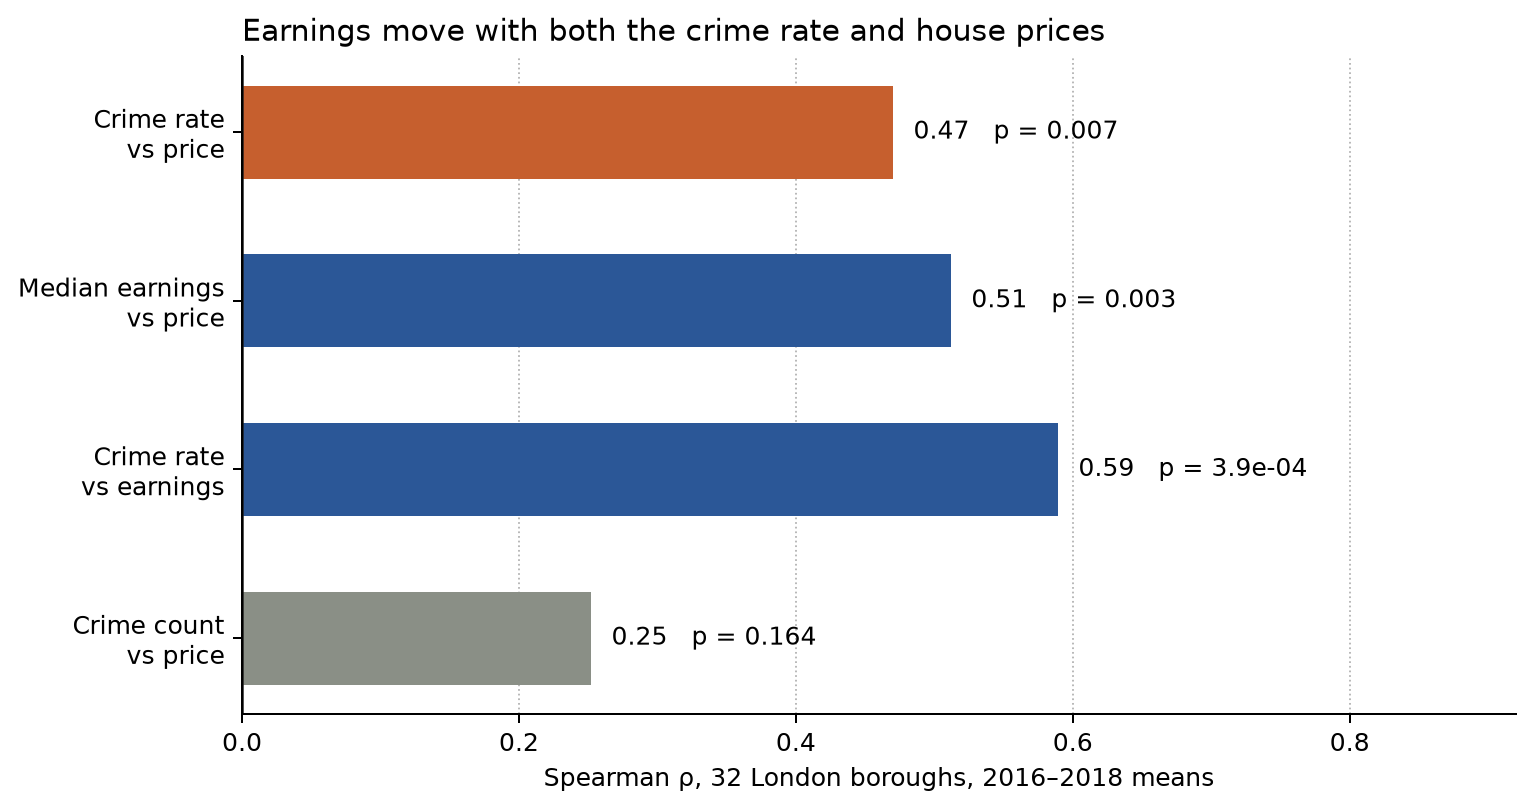 Earnings move with both the crime rate and house prices
Crime rate
vs price
0.47 p = 0.007
Median earnings
vs price
0.51 p = 0.003
Crime rate
vs earnings
0.59 p = 3.9e-04
Crime count
vs price
0.25 p = 0.164
0.0 0.2 0.4 0.6 0.8
Spearman ρ, 32 London boroughs, 2016–2018 means